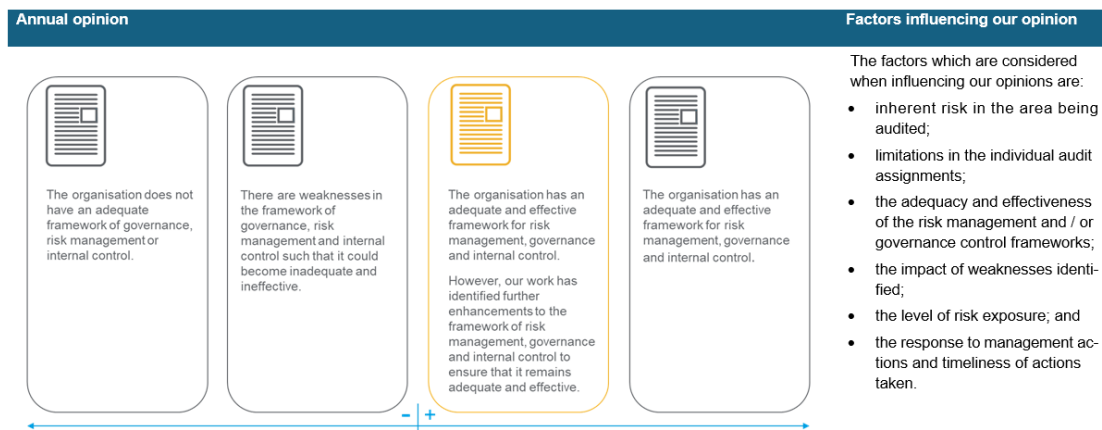 Annual opinion
Factors influencing our opinion
The organisation does not
have an adequate
framework of governance,
risk management or
internal control.
There are weaknesses in
the framework of
governance, risk
management and internal
control such that it could
become inadequate and
ineffective.
The organisation has an
adequate and effective
framework for risk
management, governance
and internal control.
However, our work has
identified further
enhancements to the
framework of risk
management, governance
and internal control to
ensure that it remains
adequate and effective.
The organisation has an
adequate and effective
framework for risk
management, governance
and internal control.
- +
The factors which are considered
when influencing our opinions are:
• inherent risk in the area being
audited;
• limitations in the individual audit
assignments;
• the adequacy and effectiveness
of the risk management and / or
governance control frameworks;
• the impact of weaknesses identi-
fied;
• the level of risk exposure; and
• the response to management ac-
tions and timeliness of actions
taken.